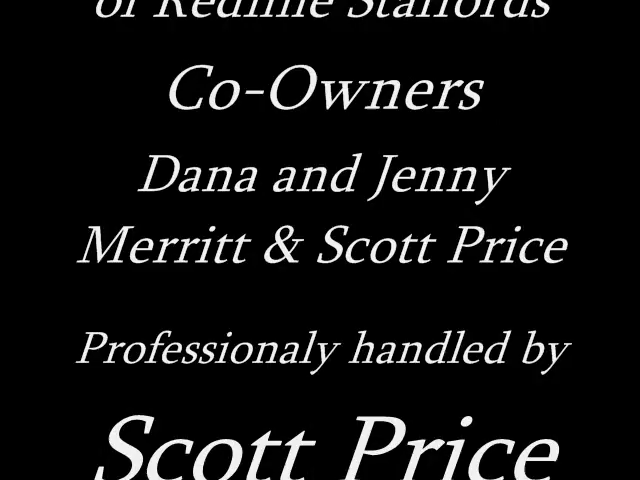 of Redline Staffords
Co-Owners
Dana and Jenny
Merritt & Scott Price
Professionaly handled by
Scott Price